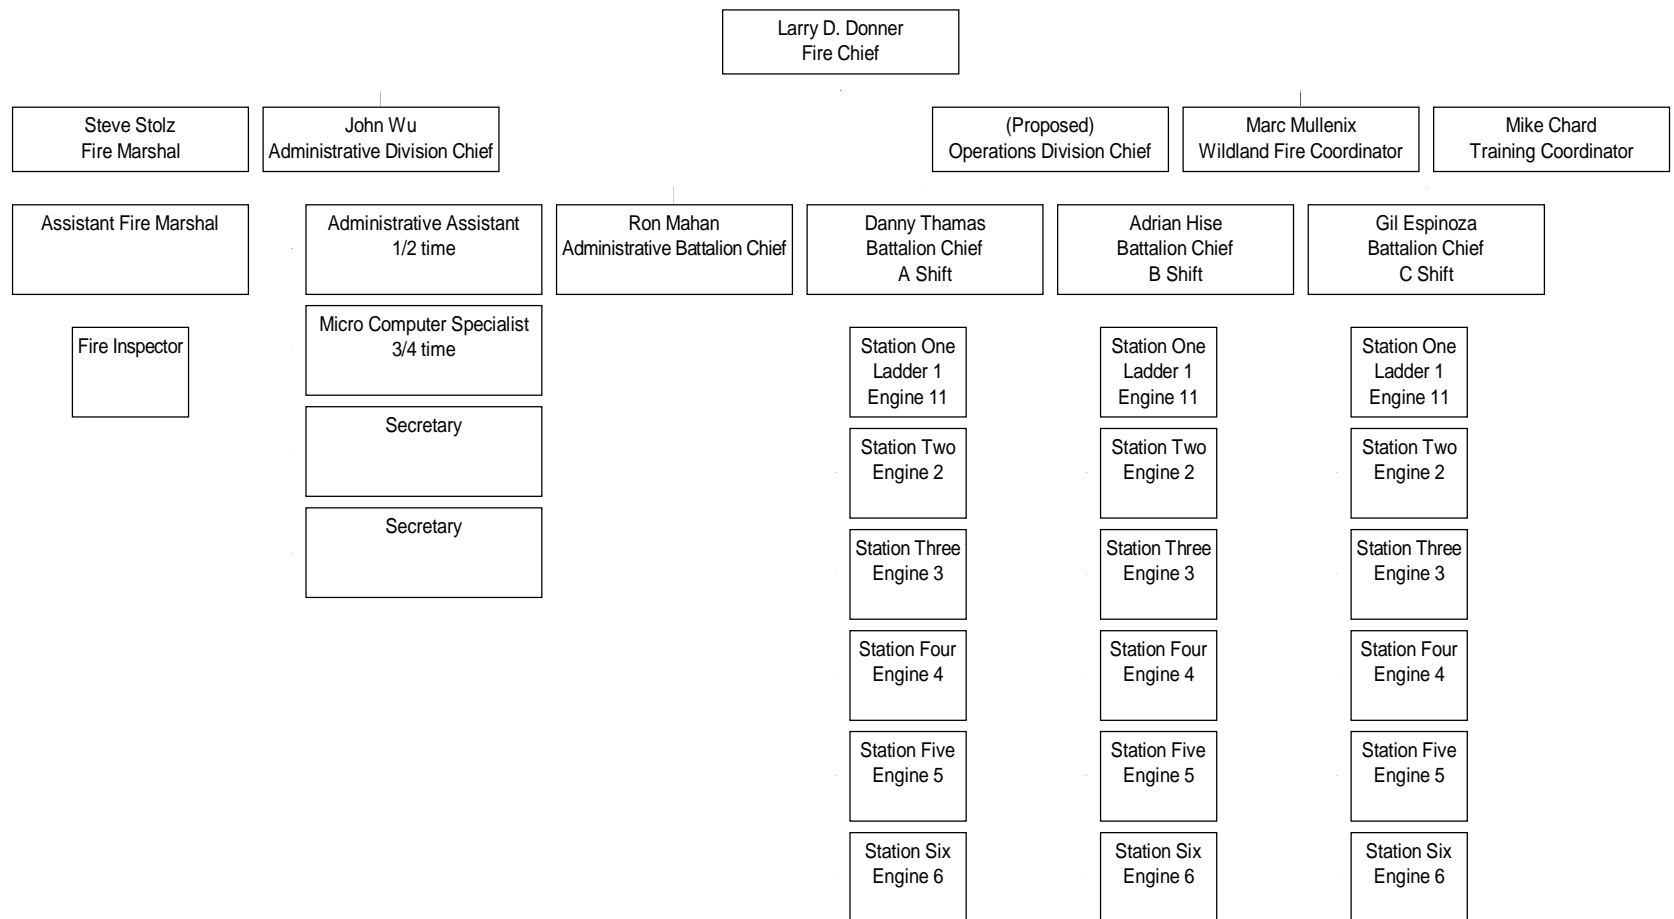 Larry D. Donner
Fire Chief
Steve Stolz
Fire Marshal
John Wu
Administrative Division Chief
(Proposed)
Operations Division Chief
Marc Mullenix
Wildland Fire Coordinator
Mike Chard
Training Coordinator
Assistant Fire Marshal
Administrative Assistant
1/2 time
Ron Mahan
Administrative Battalion Chief
Danny Thamas
Battalion Chief
A Shift
Adrian Hise
Battalion Chief
B Shift
Gil Espinoza
Battalion Chief
C Shift
Fire Inspector
Micro Computer Specialist
3/4 time
Secretary
Secretary
Station One
Ladder 1
Engine 11
Station Two
Engine 2
Station Three
Engine 3
Station Four
Engine 4
Station Five
Engine 5
Station Six
Engine 6
Station One
Ladder 1
Engine 11
Station Two
Engine 2
Station Three
Engine 3
Station Four
Engine 4
Station Five
Engine 5
Station Six
Engine 6
Station One
Ladder 1
Engine 11
Station Two
Engine 2
Station Three
Engine 3
Station Four
Engine 4
Station Five
Engine 5
Station Six
Engine 6